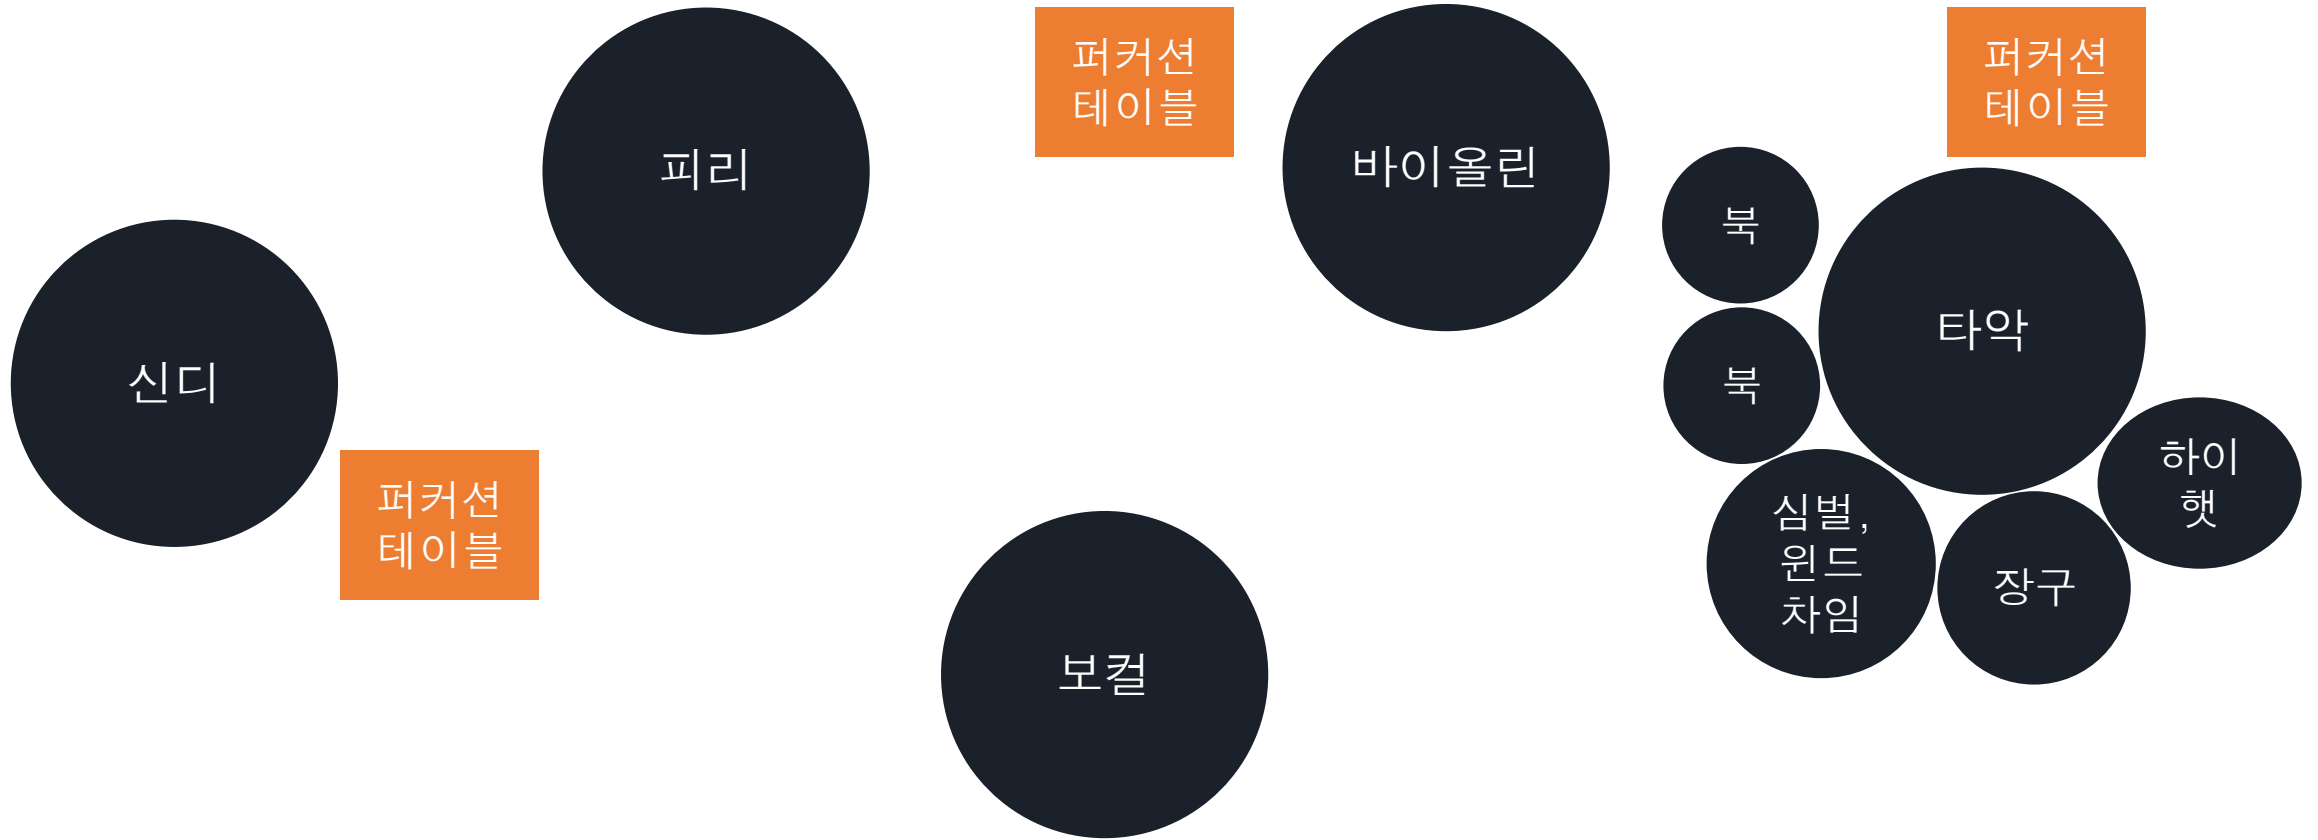 퍼커션
테이블
퍼커션
테이블
피리
바이올린
북
타악
신디
북
하이
햇
퍼커션
테이블
심벌,
윈드
차임
장구
보컬